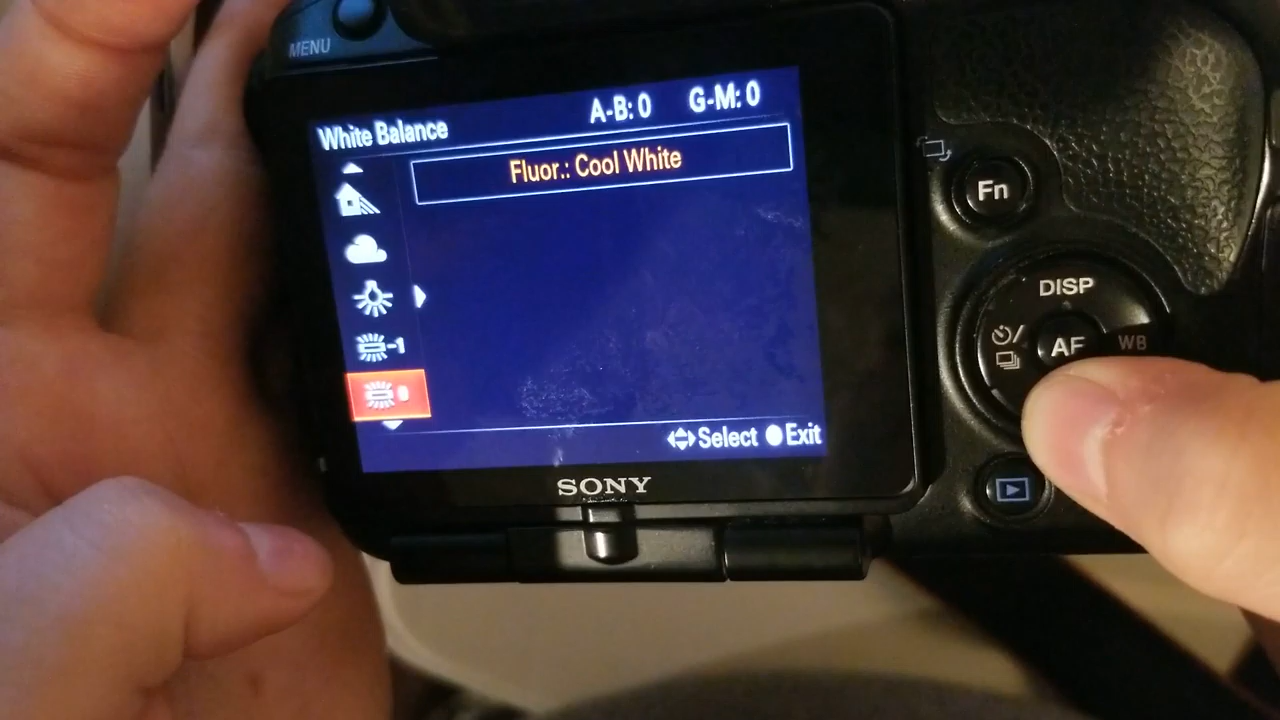 MENU
White Balance A-B: 0 G-M: 0
Fluor.: Cool White
-1
0
Select Exit
SONY
Fn
DISP
AF
WB